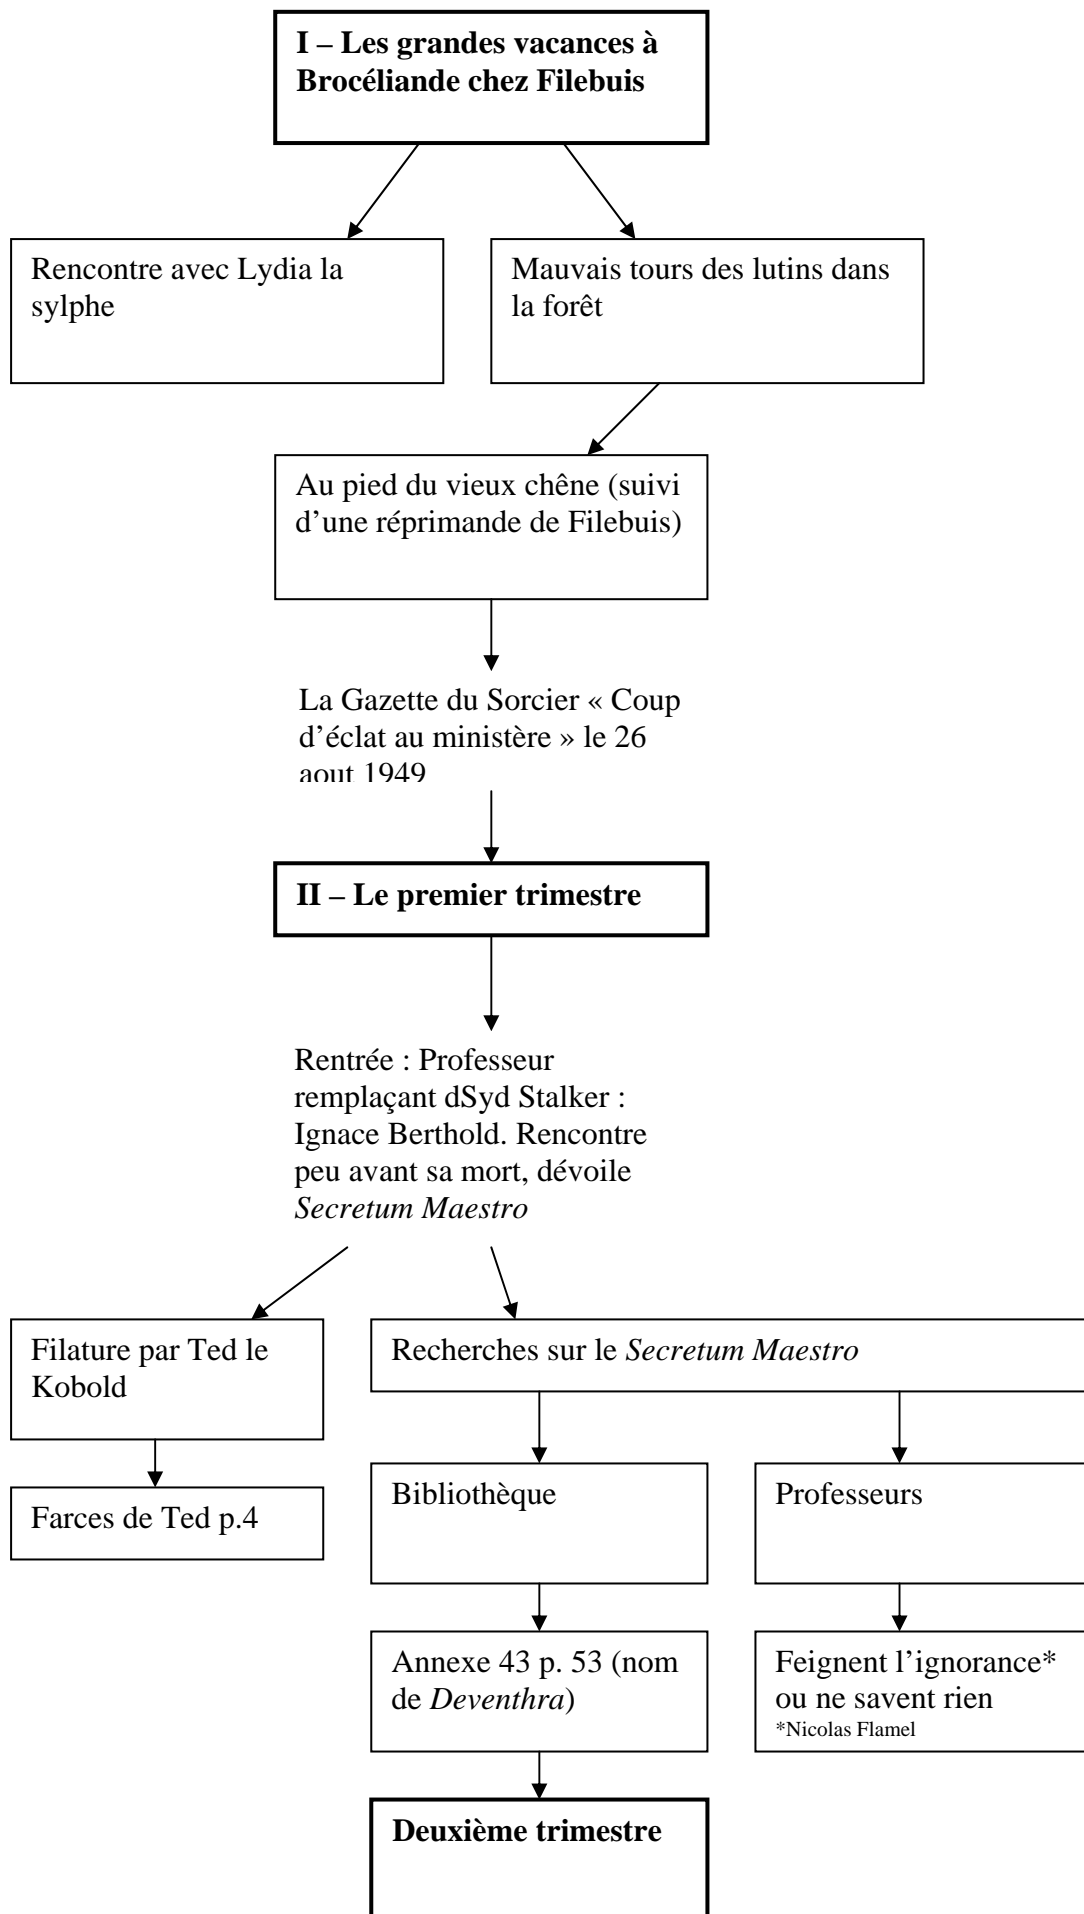 I – Les grandes vacances à
Brocéliande chez Filebuis
Rencontre avec Lydia la
sylphe
Mauvais tours des lutins dans
la forêt
Au pied du vieux chêne (suivi
d’une réprimande de Filebuis)
La Gazette du Sorcier « Coup
d’éclat au ministère » le 26
aout 1949
II – Le premier trimestre
Rentrée : Professeur
remplaçant dSyd Stalker :
Ignace Berthold. Rencontre
peu avant sa mort, dévoile
Secretum Maestro
Filature par Ted le
Kobold
Recherches sur le Secretum Maestro
Farces de Ted p.4
Bibliothèque
Professeurs
Annexe 43 p. 53 (nom
de Deventhra)
Feignent l’ignorance*
ou ne savent rien
*Nicolas Flamel
Deuxième trimestre